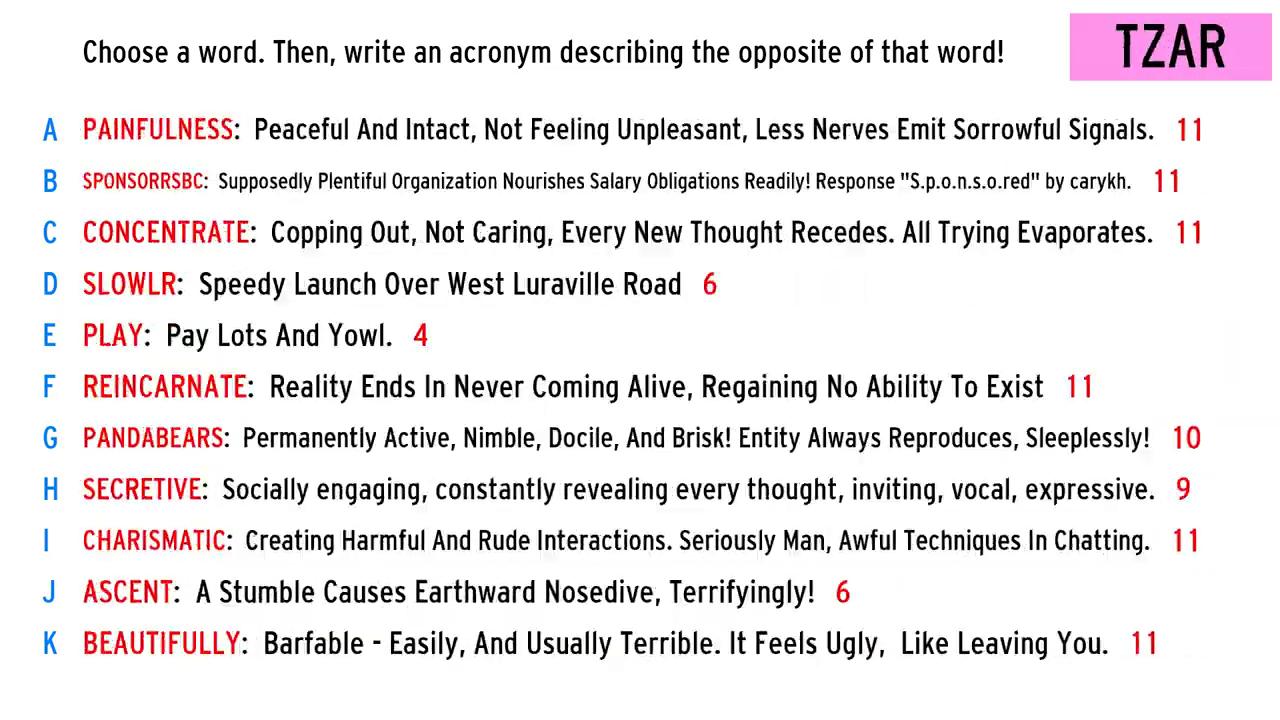 Choose a word. Then, write an acronym describing the opposite of that word!
TZAR
A PAINFULNESS: Peaceful And Intact, Not Feeling Unpleasant, Less Nerves Emit Sorrowful Signals. 11
B SPONSORRSBC: Supposedly Plentiful Organization Nourishes Salary Obligations Readily! Response "S.p.o.n.s.o.red" by carykh. 11
C CONCENTRATE: Copping Out, Not Caring, Every New Thought Recedes. All Trying Evaporates. 11
D SLOWLR: Speedy Launch Over West Luraville Road 6
E PLAY: Pay Lots And Yowl. 4
F REINCARNATE: Reality Ends In Never Coming Alive, Regaining No Ability To Exist 11
G PANDABEARS: Permanently Active, Nimble, Docile, And Brisk! Entity Always Reproduces, Sleeplessly! 10
H SECRETIVE: Socially engaging, constantly revealing every thought, inviting, vocal, expressive. 9
I CHARISMATIC: Creating Harmful And Rude Interactions. Seriously Man, Awful Techniques In Chatting. 11
J ASCENT: A Stumble Causes Earthward Nosedive, Terrifyingly! 6
K BEAUTIFULLY: Barfable - Easily, And Usually Terrible. It Feels Ugly, Like Leaving You. 11